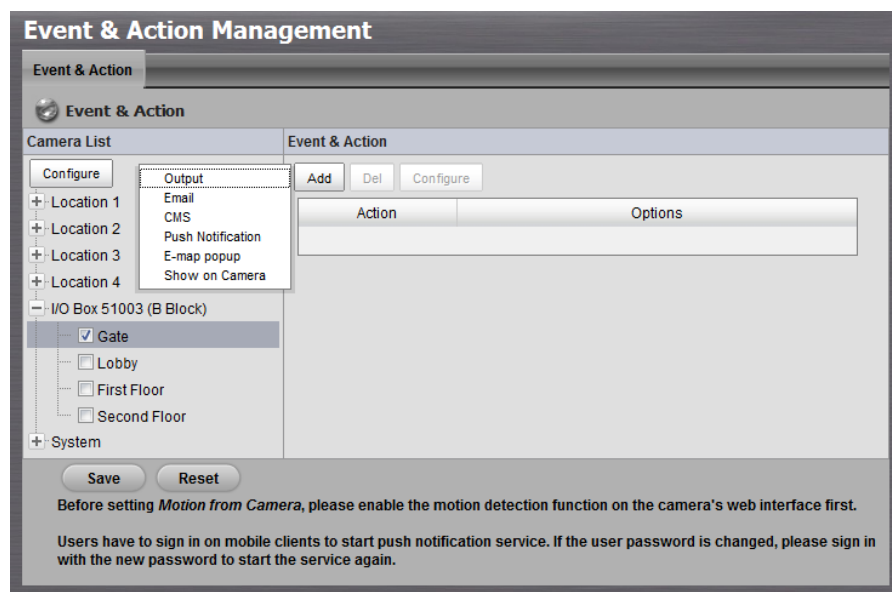 Event & Action Management
Event & Action
Event & Action
Camera List
Event & Action
Configure
Output
Email
CMS
Push Notification
E-map popup
Show on Camera
Add
Del
Configure
Action
Options
Location 1
Location 2
Location 3
Location 4
I/O Box 51003 (B Block)
Gate
Lobby
First Floor
Second Floor
System
Save
Reset
Before setting Motion from Camera, please enable the motion detection function on the camera's web interface first.
Users have to sign in on mobile clients to start push notification service. If the user password is changed, please sign in
with the new password to start the service again.